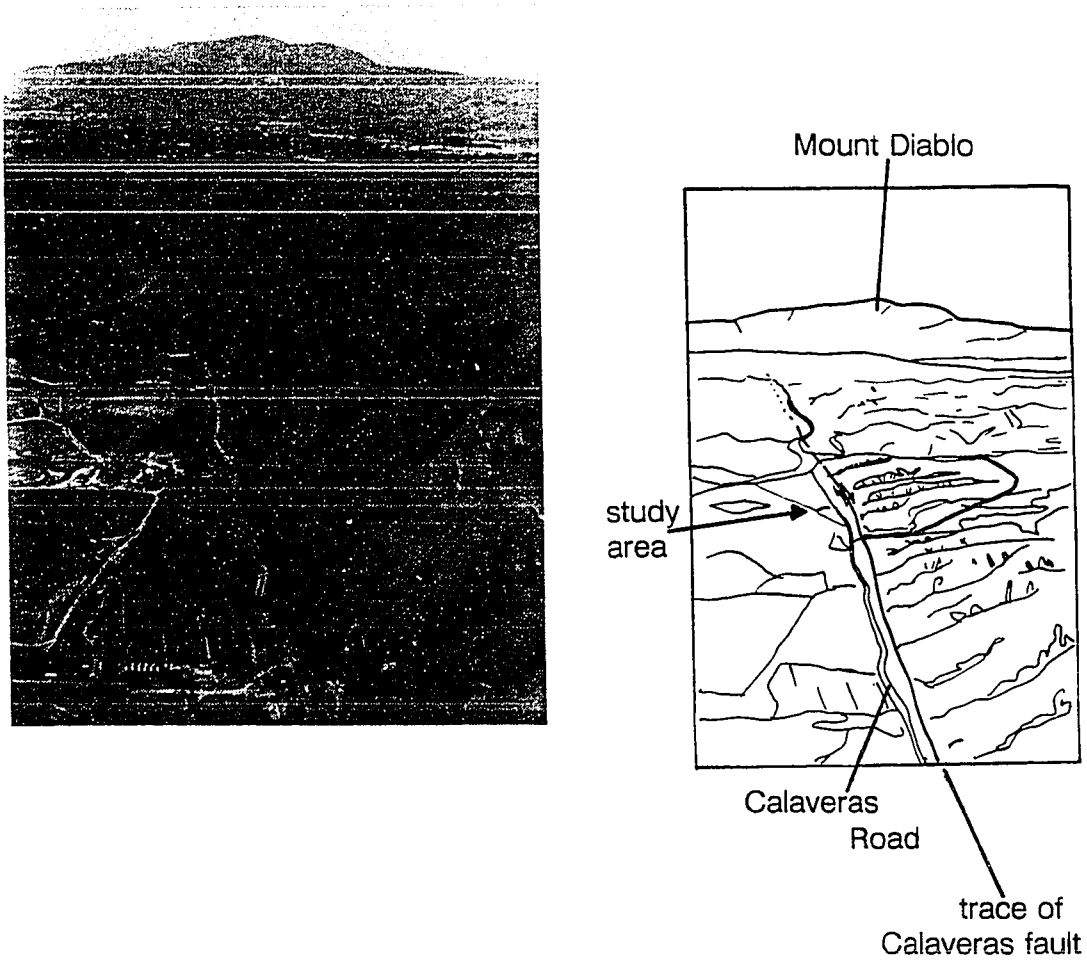 Mount Diablo
study
area
Calaveras
Road
trace of
Calaveras fault